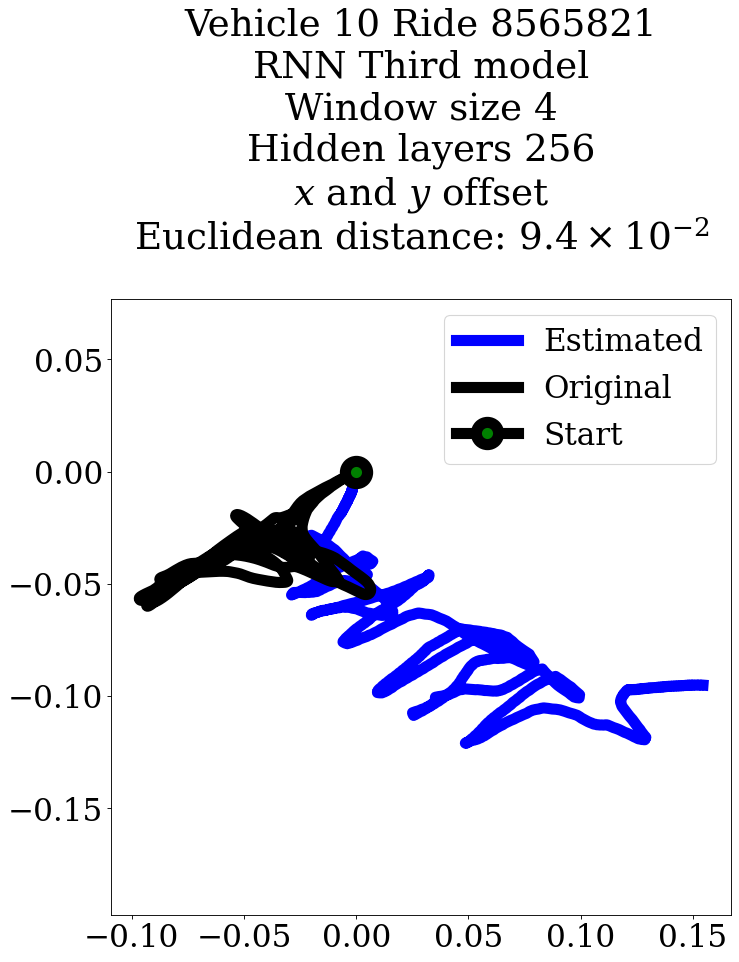 Vehicle 10 Ride 8565821
RNN Third model
Window size 4
Hidden layers 256
x and y offset
Euclidean distance: 9.4 × 10⁻²
Estimated
Original
Start
0.05
0.00
−0.05
−0.10
−0.15
−0.10 −0.05 0.00 0.05 0.10 0.15